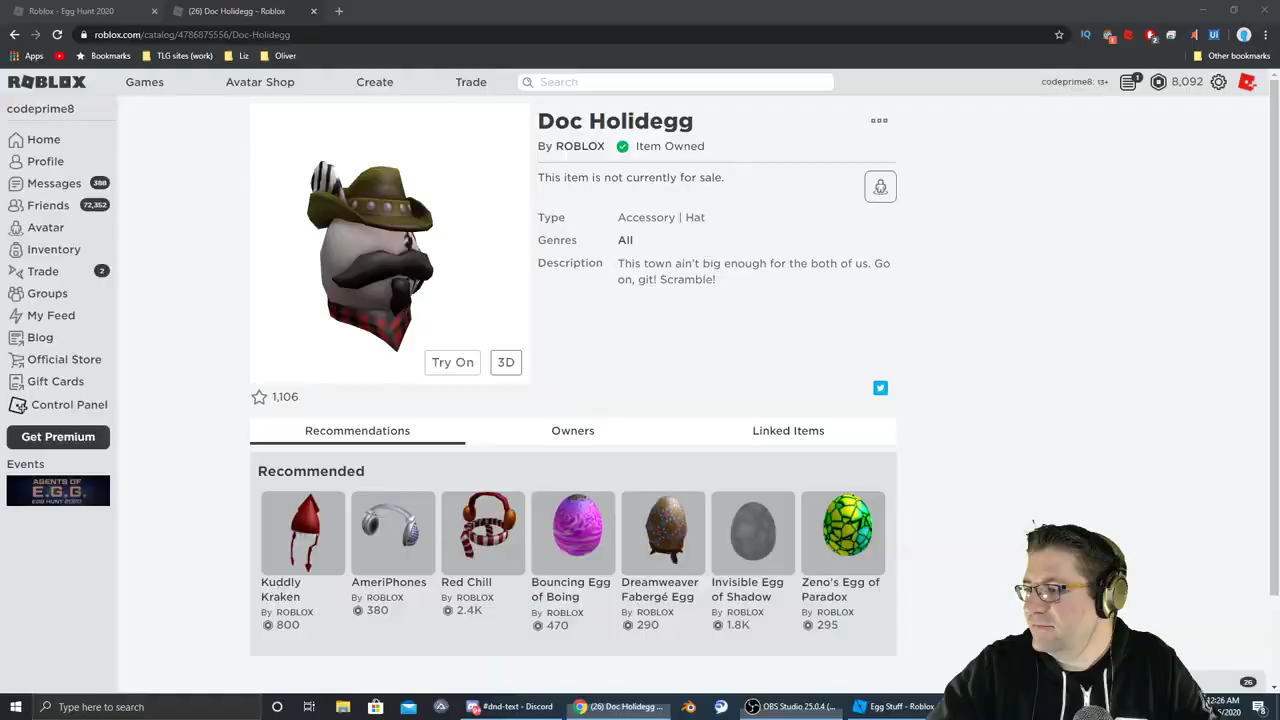 Roblox - Egg Hunt 2020
(26) Doc Holidegg - Roblox
roblox.com/catalog/4786875556/Doc-Holidegg
Apps
Bookmarks
TLG sites (work)
Liz
Oliver
Other bookmarks
ROBLOX
Games
Avatar Shop
Create
Trade
Search
codeprime8: 13+
1
8,092
codeprime8
Home
Profile
Messages 388
Friends 72,352
Avatar
Inventory
Trade 2
Groups
My Feed
Blog
Official Store
Gift Cards
Control Panel
Get Premium
Events
AGENTS OF
E.G.G.
EGG HUNT 2020
Doc Holidegg
By ROBLOX Item Owned
This item is not currently for sale.
Type Accessory | Hat
Genres All
Description This town ain't big enough for the both of us. Go
on, git! Scramble!
Try On
3D
1,106
Recommendations
Owners
Linked Items
Recommended
Kuddly
Kraken
By ROBLOX
800
AmeriPhones
By ROBLOX
380
Red Chill
By ROBLOX
2.4K
Bouncing Egg
of Boing
By ROBLOX
470
Dreamweaver
Fabergé Egg
By ROBLOX
290
Invisible Egg
of Shadow
By ROBLOX
1.8K
Zeno's Egg of
Paradox
By ROBLOX
295
26
Type here to search
#dnd-text - Discord
(26) Doc Holidegg ...
OBS Studio 25.0.4 (...
Egg Stuff - Roblox
12:26 AM